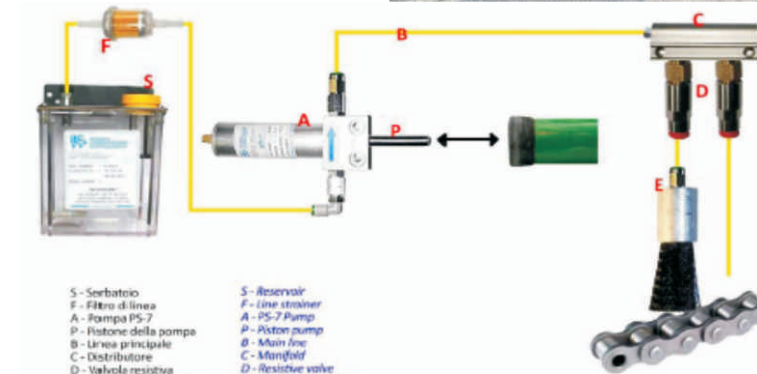 F
S
A
P
B
C
D
E
S - Serbatoio
F - Filtro di linea
A - Pompa PS-7
P - Pistone della pompa
B - Linea principale
C - Distributore
D - Valvola resistiva
S - Reservoir
F - Line strainer
A - PS-7 Pump
P - Piston pump
B - Main line
C - Manifold
D - Resistive valve